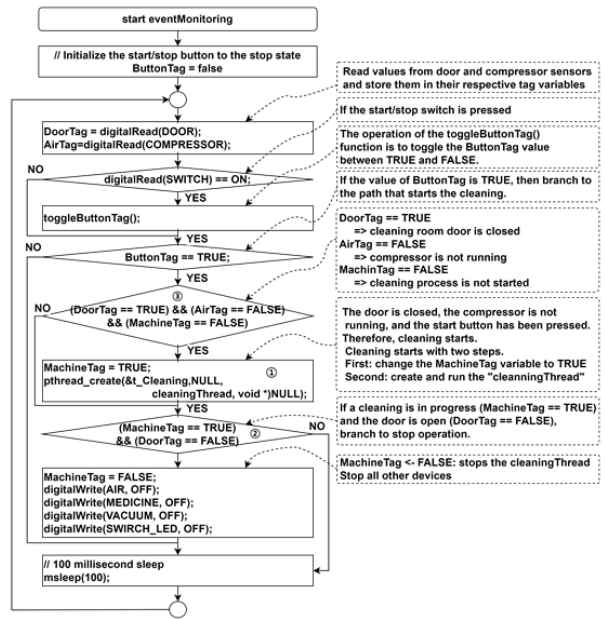 start eventMonitoring
// Initialize the start/stop button to the stop state
ButtonTag = false
Read values from door and compressor sensors
and store them in their respective tag variables
DoorTag = digitalRead(DOOR);
AirTag=digitalRead(COMPRESSOR);
If the start/stop switch is pressed
The operation of the toggleButtonTag()
function is to toggle the ButtonTag value
between TRUE and FALSE.
NO
digitalRead(SWITCH) == ON;
YES
If the value of ButtonTag is TRUE, then branch to
the path that starts the cleaning.
toggleButtonTag();
YES
NO
ButtonTag == TRUE;
YES
DoorTag == TRUE
=> cleaning room door is closed
AirTag == FALSE
=> compressor is not running
MachinTag == FALSE
=> cleaning process is not started
③
NO
(DoorTag == TRUE) && (AirTag == FALSE)
&& (MachineTag == FALSE)
YES
The door is closed, the compressor is not
running, and the start button has been pressed.
Therefore, cleaning starts.
Cleaning starts with two steps.
First: change the MachineTag variable to TRUE
Second: create and run the "cleanningThread"
MachineTag = TRUE;
①
pthread_create(&t_Cleaning,NULL,
cleaningThread, void *)NULL);
YES
(MachineTag == TRUE)
&& (DoorTag == FALSE)
②
NO
If a cleaning is in progress (MachineTag == TRUE)
and the door is open (DoorTag == FALSE),
branch to stop operation.
YES
MachineTag = FALSE;
digitalWrite(AIR, OFF);
digitalWrite(MEDICINE, OFF);
digitalWrite(VACUUM, OFF);
digitalWrite(SWIRCH_LED, OFF);
MachineTag <- FALSE: stops the cleaningThread
Stop all other devices
// 100 millisecond sleep
msleep(100);